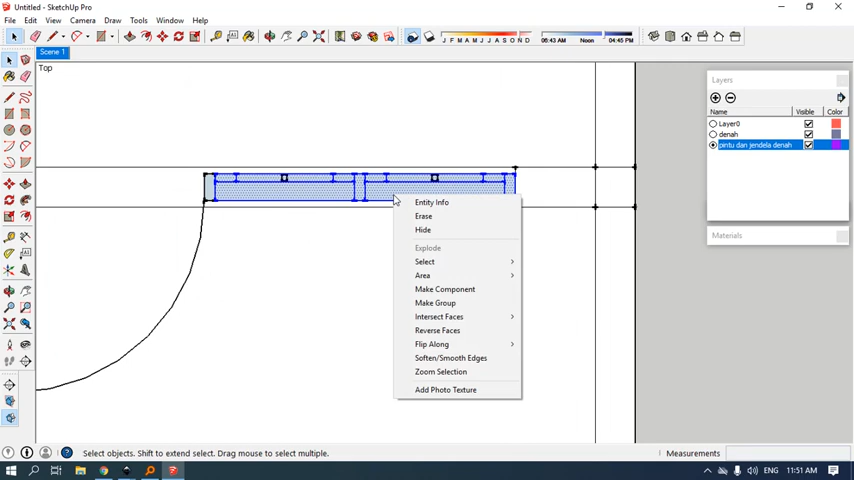 Untitled - SketchUp Pro
File Edit View Camera Draw Tools Window Help
J F M A M J J A S O N D 06:43 AM Noon 04:45 PM
Scene 1
Top
Layers
Name Visible Color
Layer0
denah
pintu dan jendela denah
Materials
Entity Info
Erase
Hide
Explode
Select
Area
Make Component
Make Group
Intersect Faces
Reverse Faces
Flip Along
Soften/Smooth Edges
Zoom Selection
Add Photo Texture
Select objects. Shift to extend select. Drag mouse to select multiple. Measurements
ENG 11:51 AM